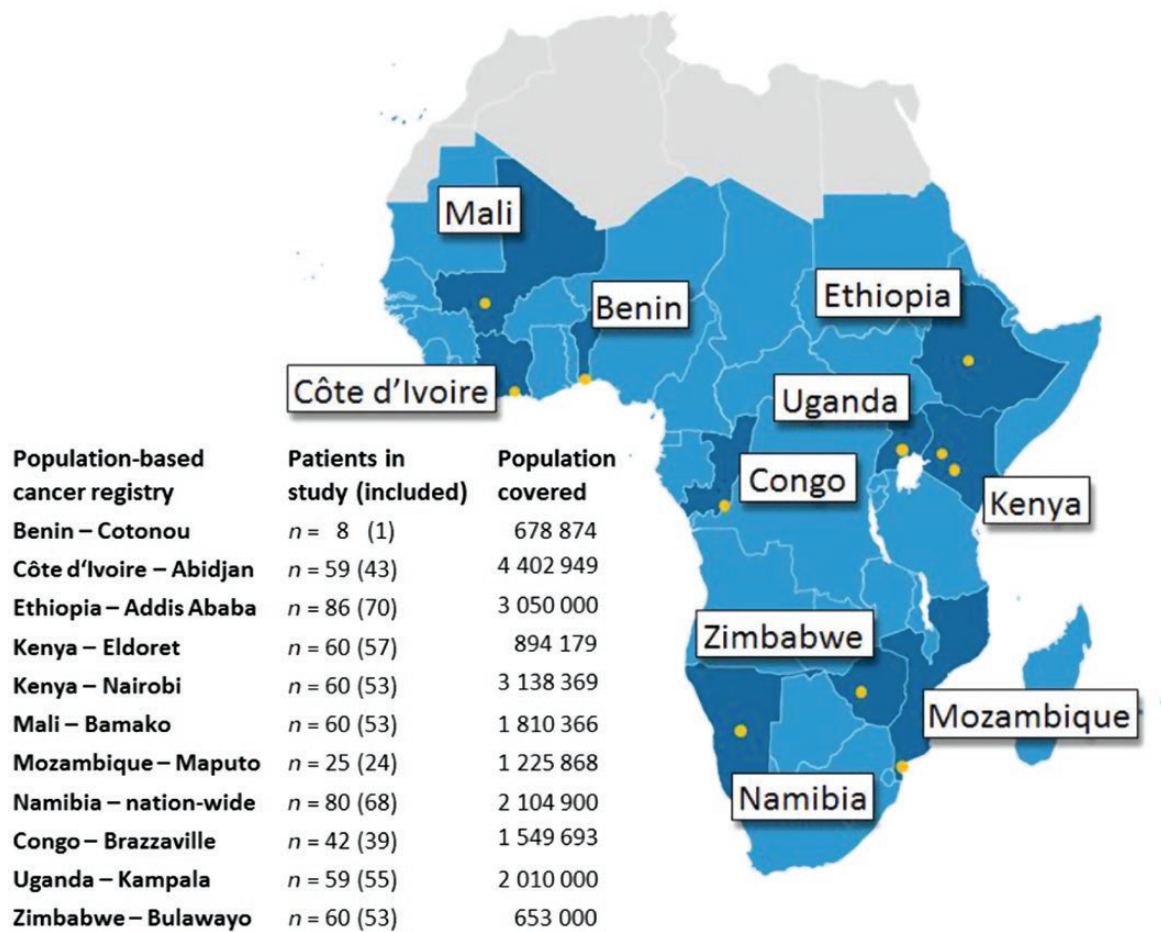 Mali
Benin
Ethiopia
Côte d’Ivoire
Uganda
Congo
Kenya
Zimbabwe
Mozambique
Namibia
Population-based cancer registry Patients in study (included) Population covered
Benin – Cotonou n = 8 (1) 678 874
Côte d‘Ivoire – Abidjan n = 59 (43) 4 402 949
Ethiopia – Addis Ababa n = 86 (70) 3 050 000
Kenya – Eldoret n = 60 (57) 894 179
Kenya – Nairobi n = 60 (53) 3 138 369
Mali – Bamako n = 60 (53) 1 810 366
Mozambique – Maputo n = 25 (24) 1 225 868
Namibia – nation-wide n = 80 (68) 2 104 900
Congo – Brazzaville n = 42 (39) 1 549 693
Uganda – Kampala n = 59 (55) 2 010 000
Zimbabwe – Bulawayo n = 60 (53) 653 000